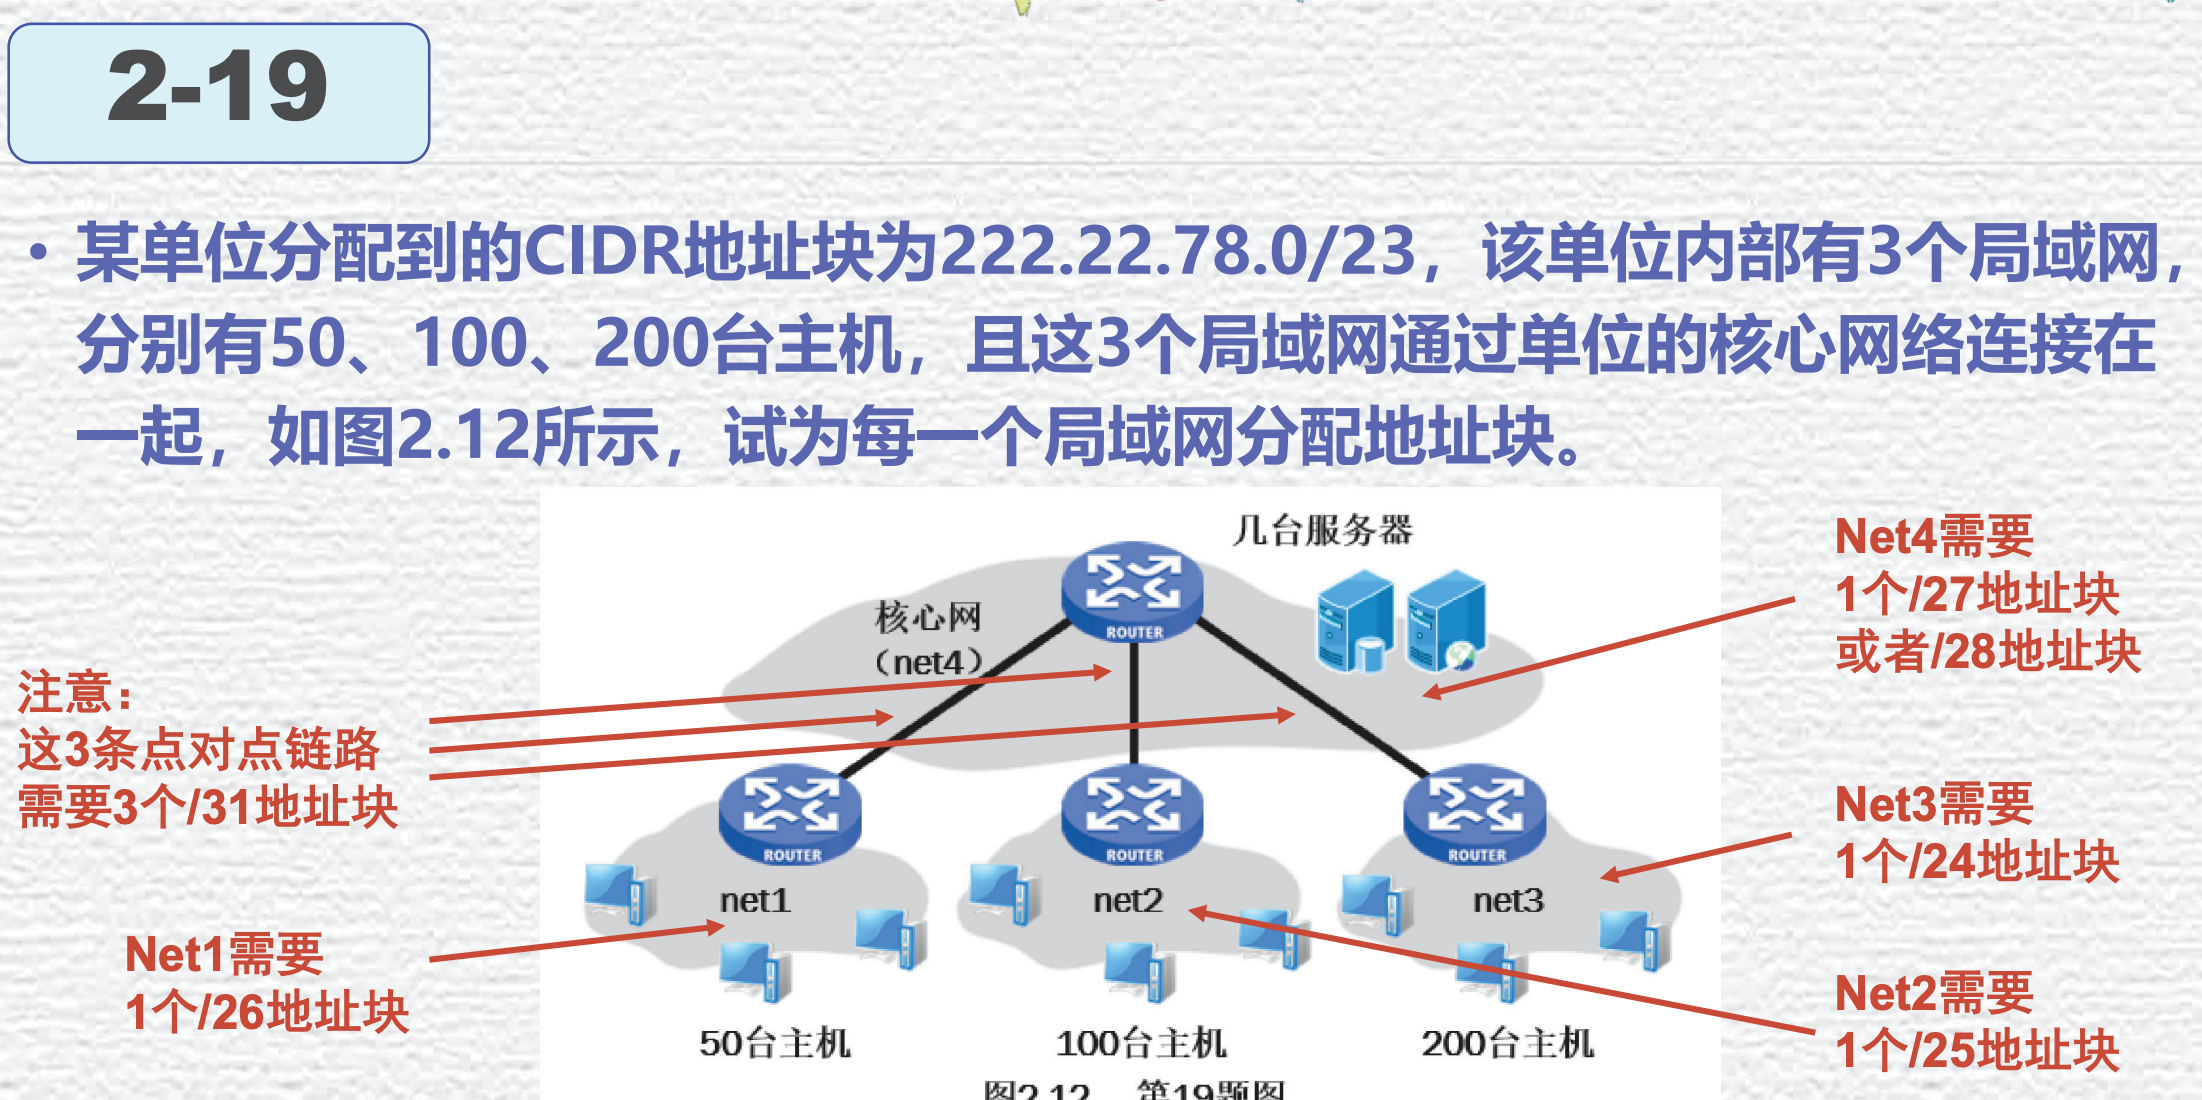 2-19
• 某单位分配到的CIDR地址块为222.22.78.0/23，该单位内部有3个局域网，
分别有50、100、200台主机，且这3个局域网通过单位的核心网络连接在
一起，如图2.12所示，试为每一个局域网分配地址块。
几台服务器
核心网
（net4）
ROUTER
Net4需要
1个/27地址块
或者/28地址块
注意：
这3条点对点链路
需要3个/31地址块
ROUTER
ROUTER
ROUTER
net1
net2
net3
Net3需要
1个/24地址块
Net1需要
1个/26地址块
Net2需要
1个/25地址块
50台主机
100台主机
200台主机
图2.12 第19题图